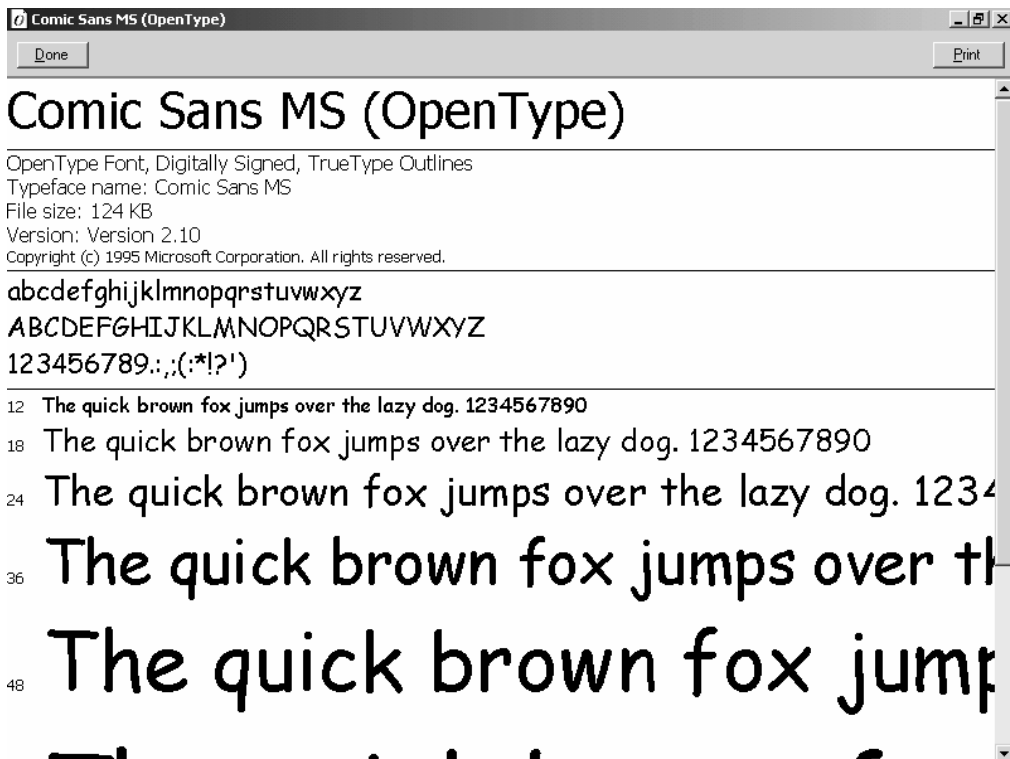 Comic Sans MS (OpenType)
Done
Print
Comic Sans MS (OpenType)
OpenType Font, Digitally Signed, TrueType Outlines
Typeface name: Comic Sans MS
File size: 124 KB
Version: Version 2.10
Copyright (c) 1995 Microsoft Corporation. All rights reserved.
abcdefghijklmnopqrstuvwxyz
ABCDEFGHIJKLMNOPQRSTUVWXYZ
123456789.:,;(:*!?')
12 The quick brown fox jumps over the lazy dog. 1234567890
18 The quick brown fox jumps over the lazy dog. 1234567890
24 The quick brown fox jumps over the lazy dog. 1234
36 The quick brown fox jumps over th
48 The quick brown fox jump